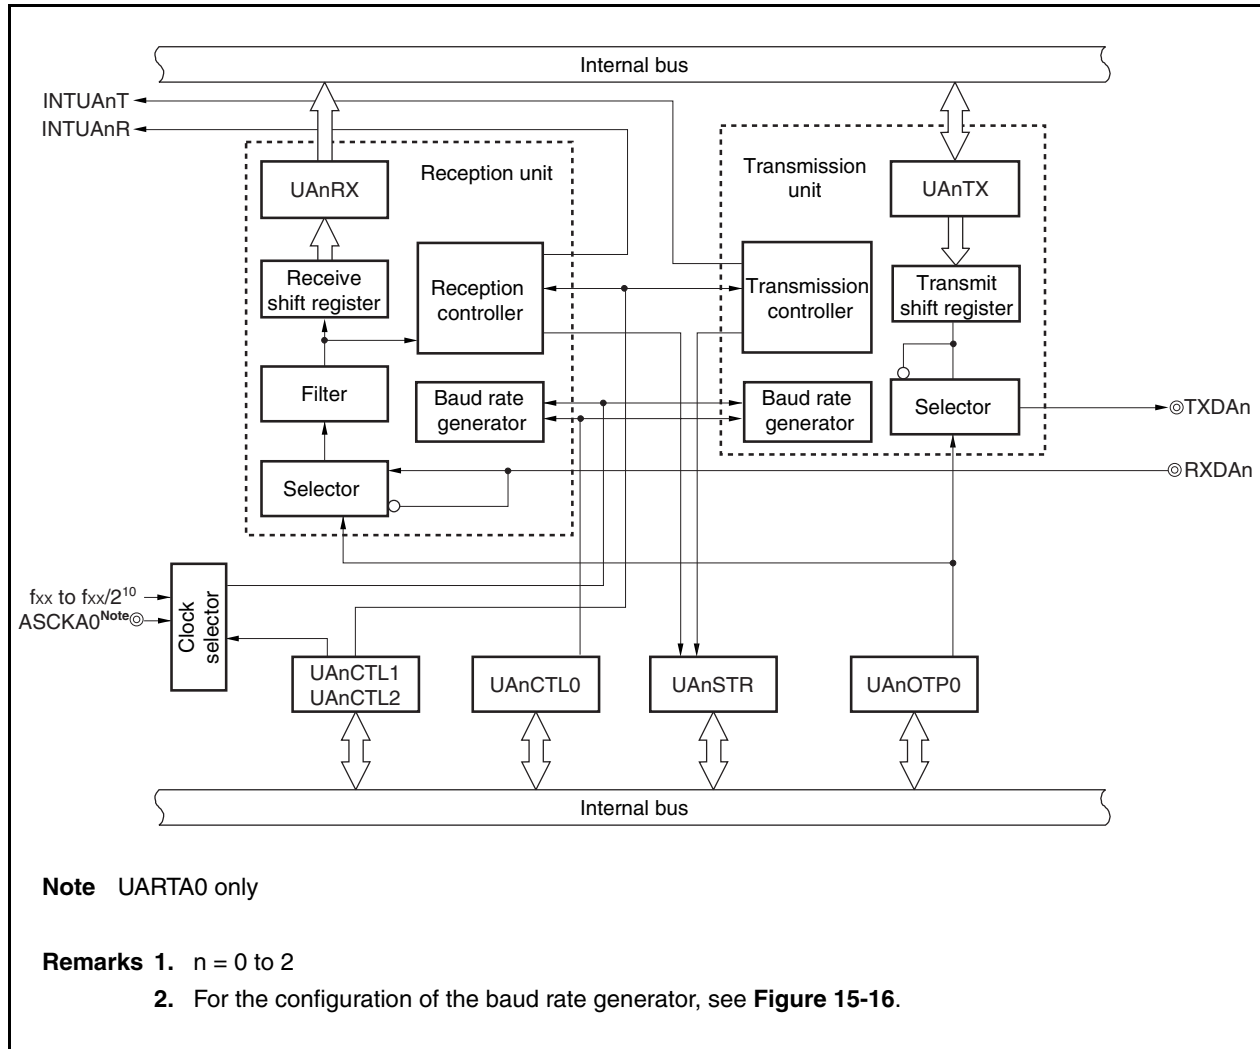 Internal bus
INTUAnT
INTUAnR
Reception unit
Transmission
unit
UAnRX
UAnTX
Receive
shift register
Reception
controller
Transmission
controller
Transmit
shift register
Filter
Baud rate
generator
Baud rate
generator
Selector
TXDAn
Selector
RXDAn
fxx to fxx/2¹⁰
ASCKA0Note
Clock
selector
UAnCTL1
UAnCTL2
UAnCTL0
UAnSTR
UAnOTP0
Internal bus
Note UARTA0 only
Remarks 1. n = 0 to 2
2. For the configuration of the baud rate generator, see Figure 15-16.